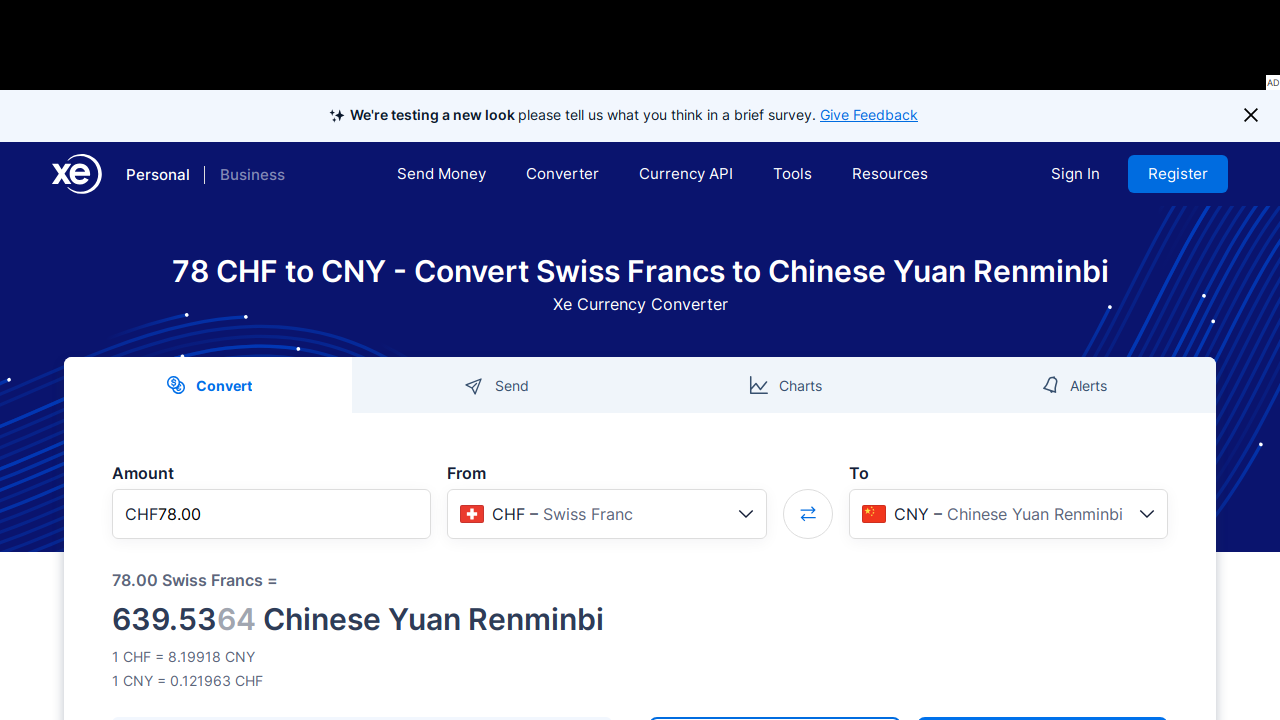 AD
We're testing a new look please tell us what you think in a brief survey. Give Feedback
xe Personal Business Send Money Converter Currency API Tools Resources Sign In Register
78 CHF to CNY - Convert Swiss Francs to Chinese Yuan Renminbi
Xe Currency Converter
Convert Send Charts Alerts
Amount From To
CHF78.00 CHF – Swiss Franc CNY – Chinese Yuan Renminbi
78.00 Swiss Francs =
639.5364 Chinese Yuan Renminbi
1 CHF = 8.19918 CNY
1 CNY = 0.121963 CHF